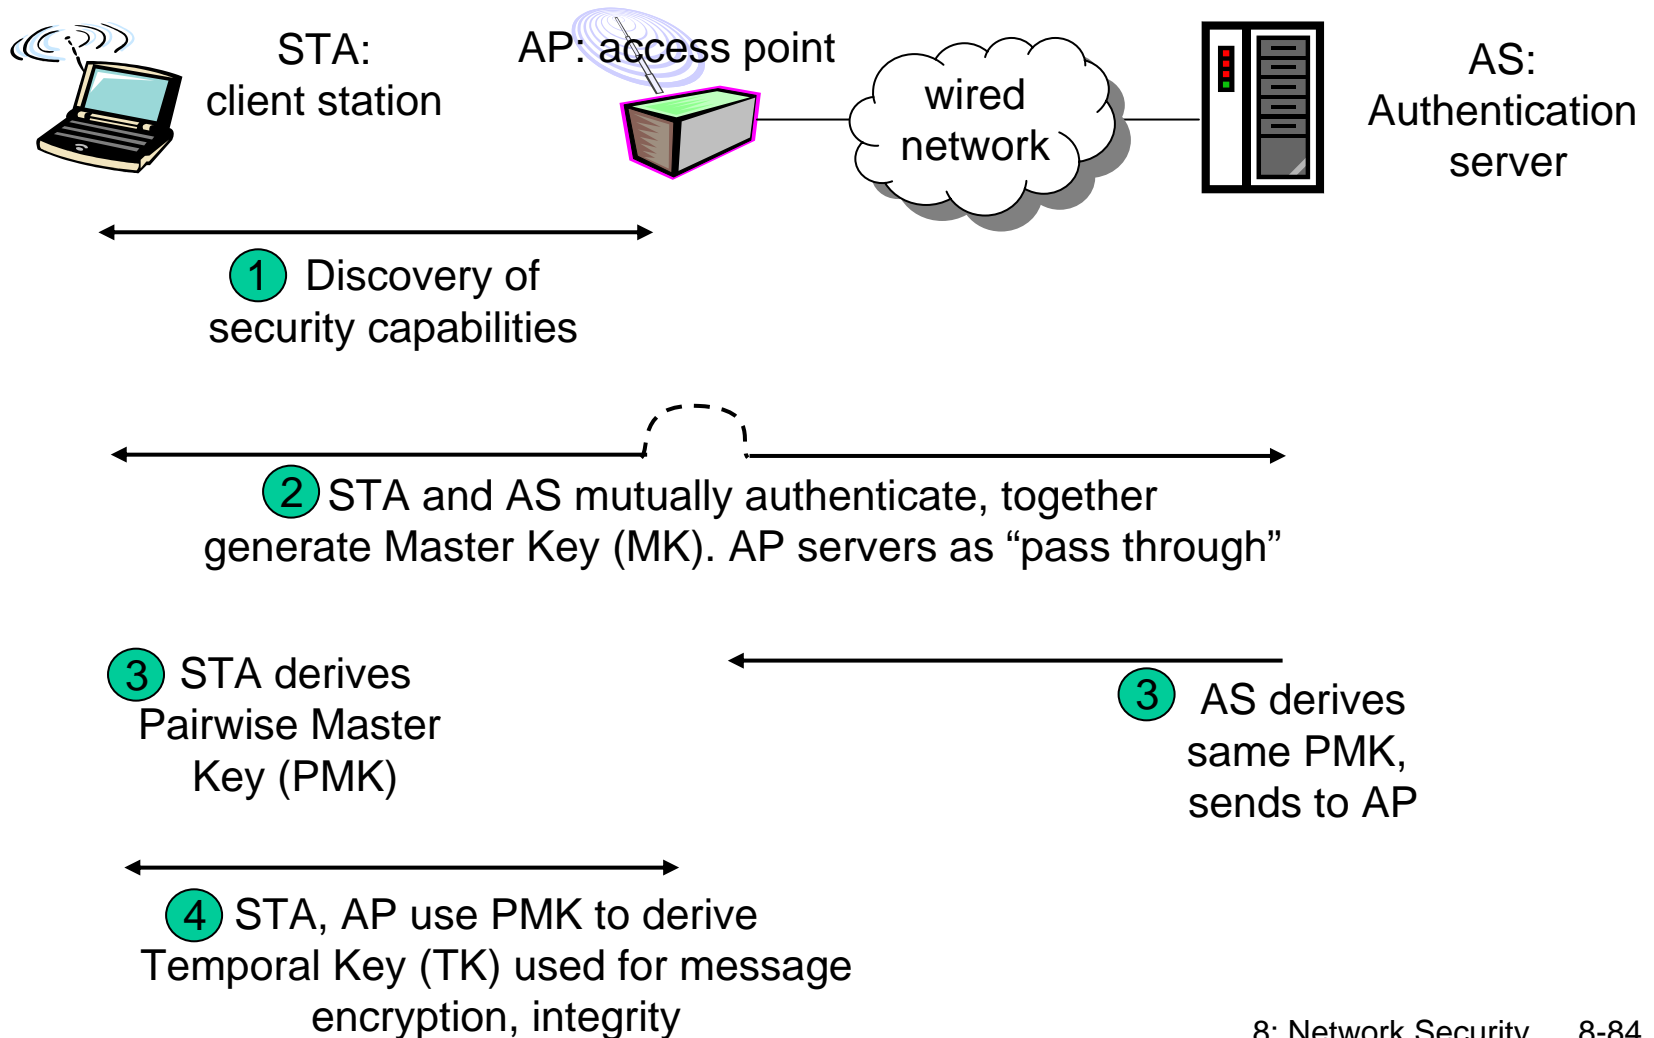 STA:
client station
AP: access point
wired
network
AS:
Authentication
server
1 Discovery of
security capabilities
2 STA and AS mutually authenticate, together
generate Master Key (MK). AP servers as “pass through”
3 STA derives
Pairwise Master
Key (PMK)
3 AS derives
same PMK,
sends to AP
4 STA, AP use PMK to derive
Temporal Key (TK) used for message
encryption, integrity
8: Network Security 8-84